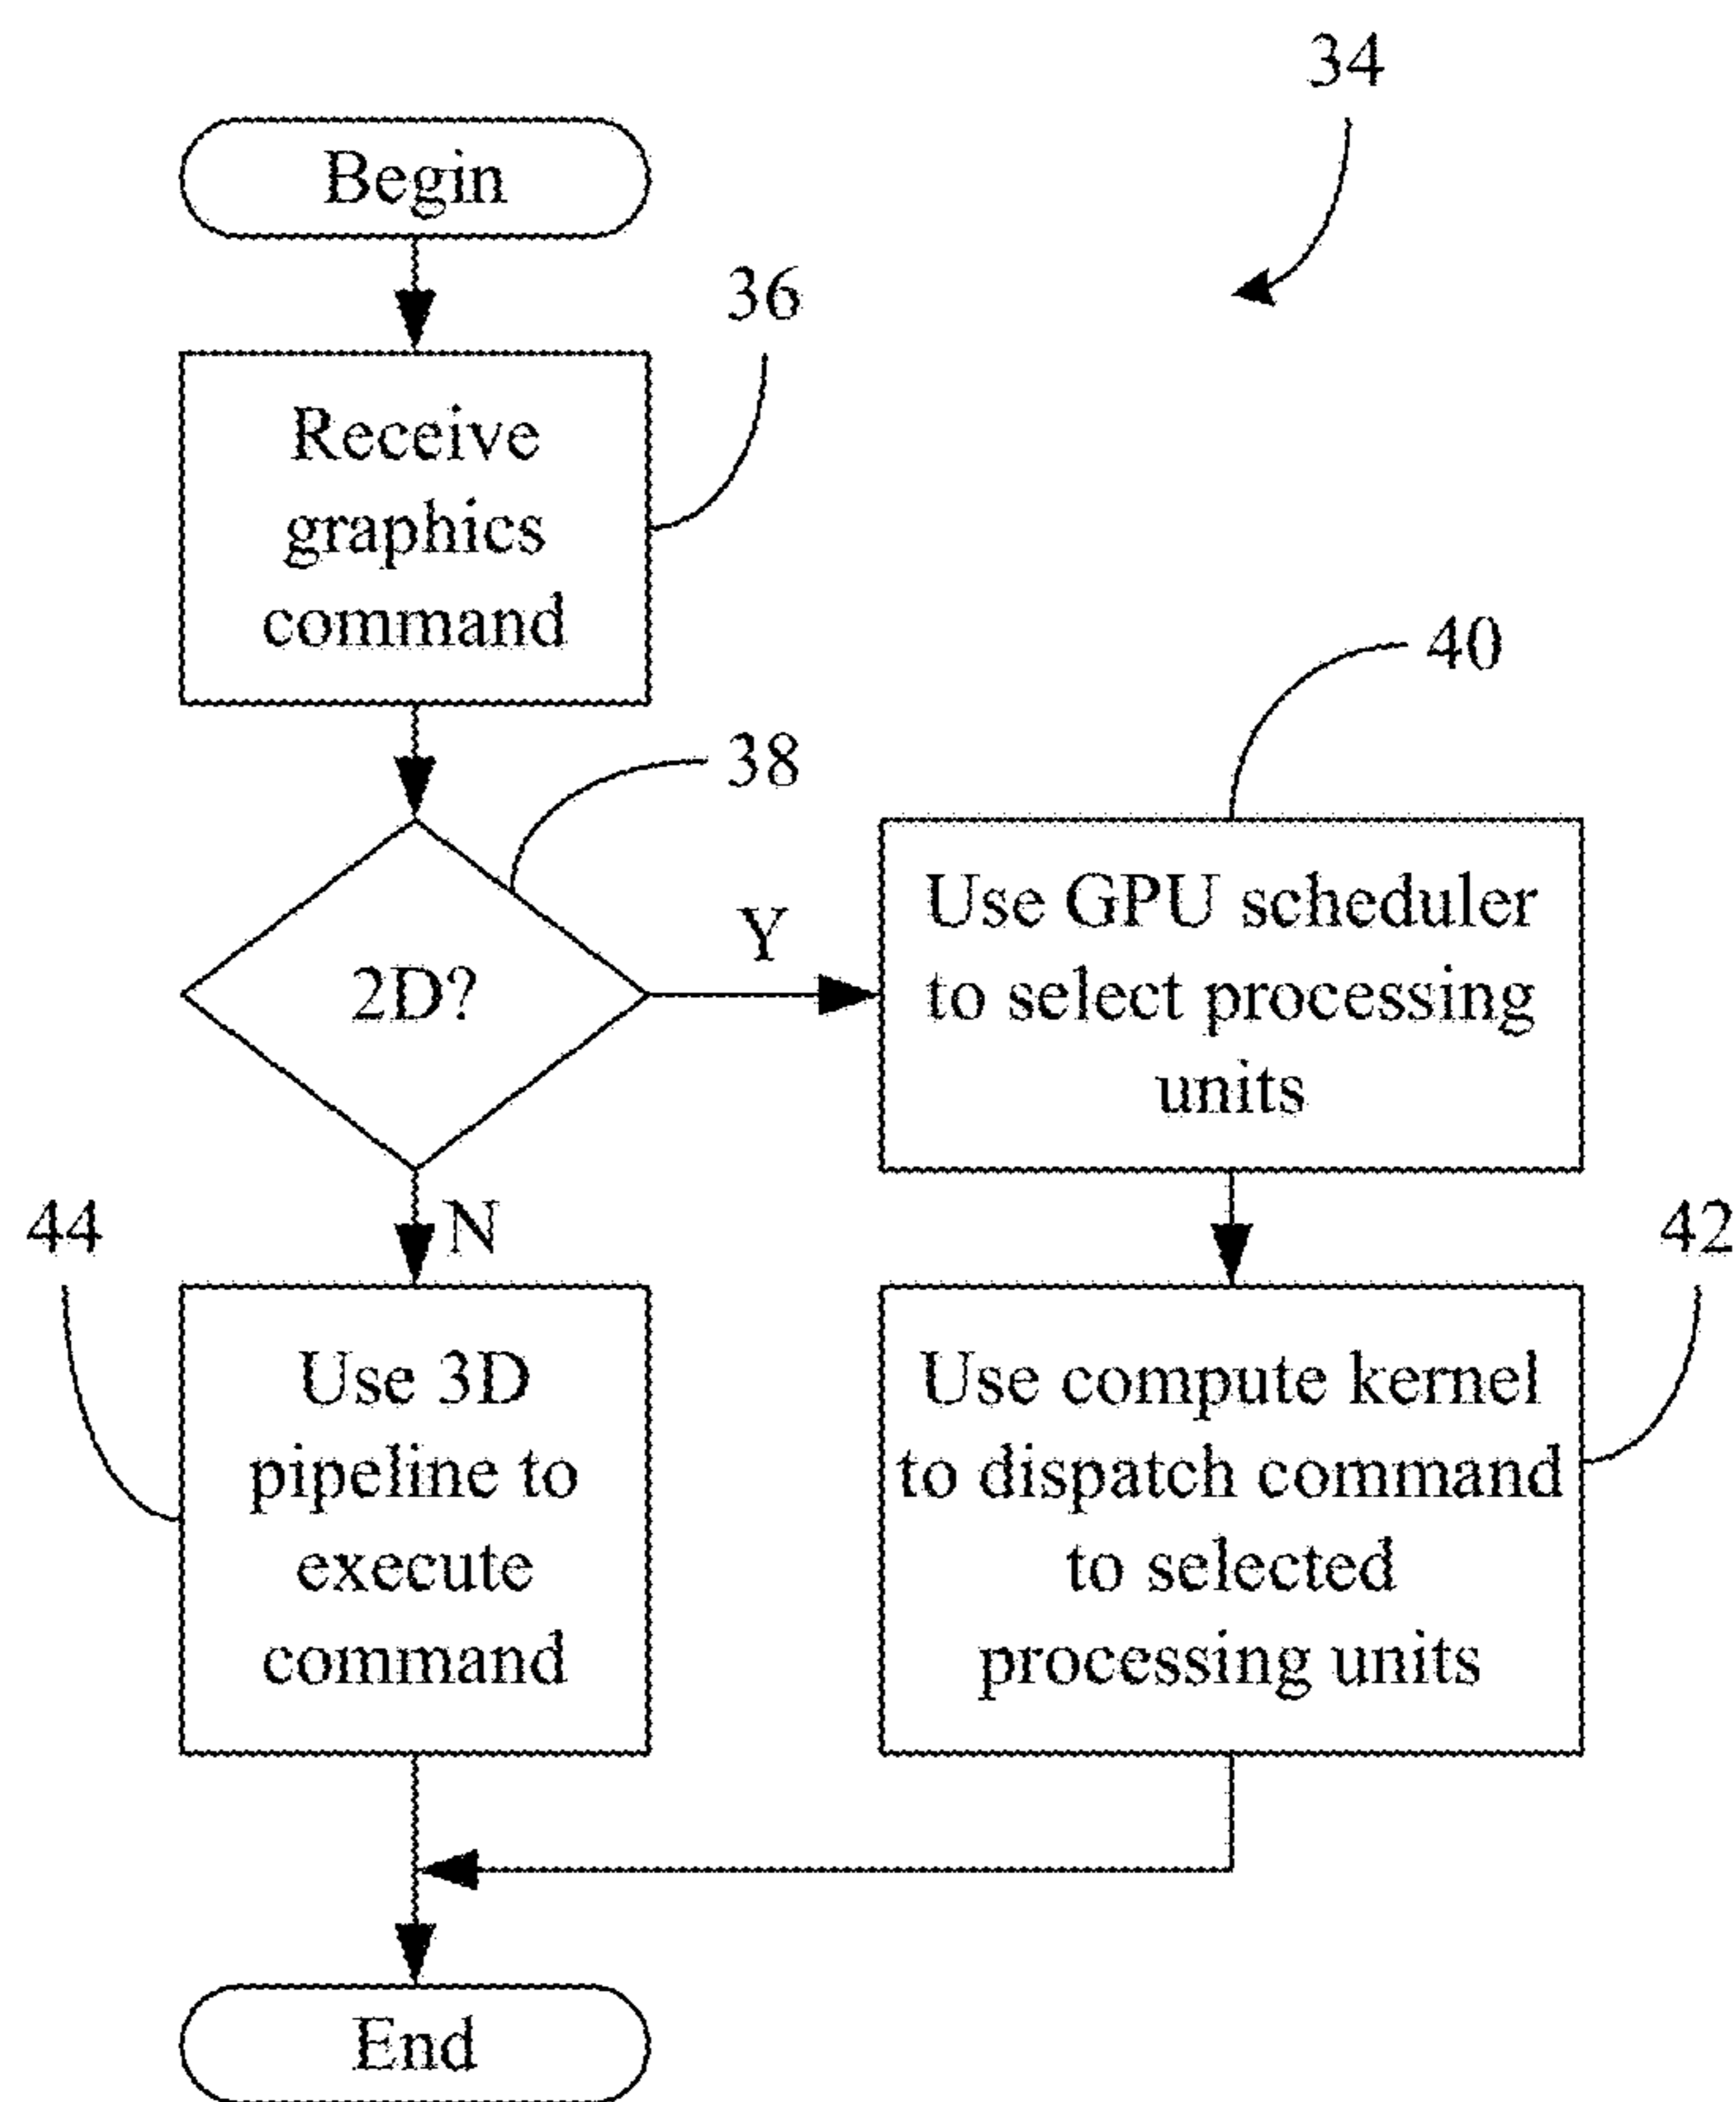 34
Begin
36
Receive
graphics
command
40
38
2D?
Y
Use GPU scheduler
to select processing
units
N
44
42
Use 3D
pipeline to
execute
command
Use compute kernel
to dispatch command
to selected
processing units
End